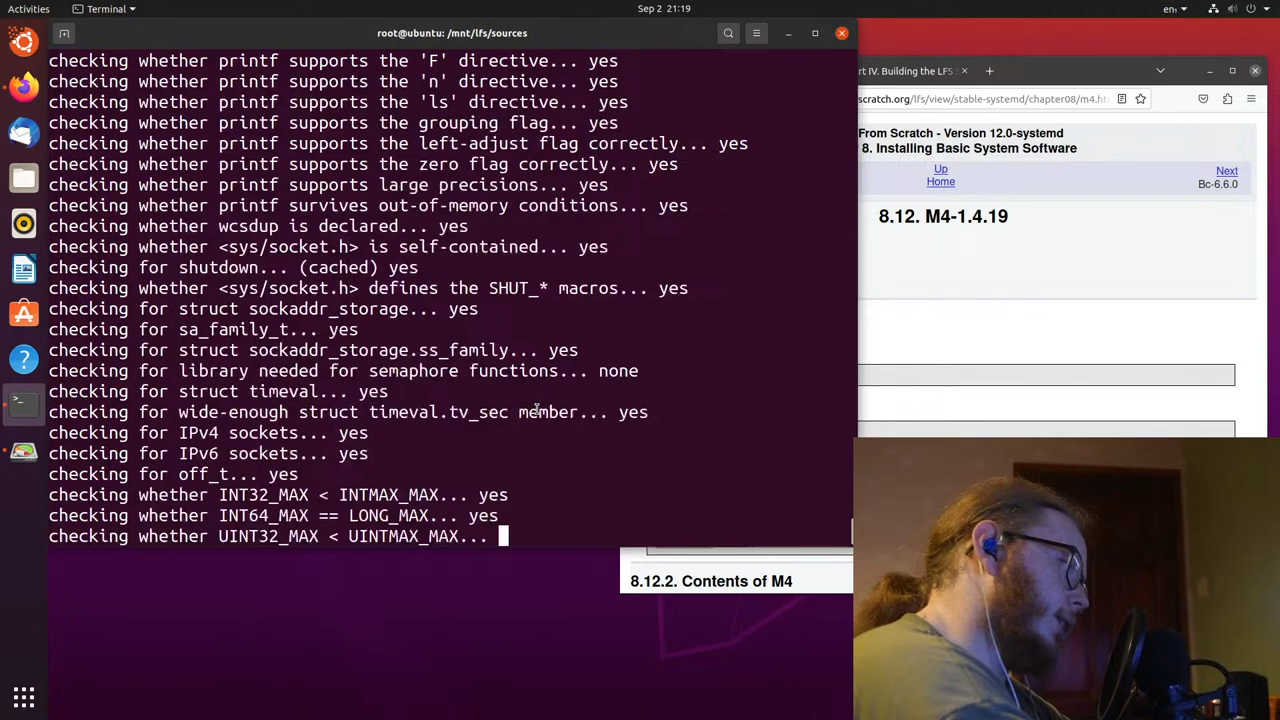 Activities
Terminal
Sep 2 21:19
en
root@ubuntu: /mnt/lfs/sources
checking whether printf supports the 'F' directive... yes
checking whether printf supports the 'n' directive... yes
checking whether printf supports the 'ls' directive... yes
checking whether printf supports the grouping flag... yes
checking whether printf supports the left-adjust flag correctly... yes
checking whether printf supports the zero flag correctly... yes
checking whether printf supports large precisions... yes
checking whether printf survives out-of-memory conditions... yes
checking whether wcsdup is declared... yes
checking whether <sys/socket.h> is self-contained... yes
checking for shutdown... (cached) yes
checking whether <sys/socket.h> defines the SHUT_* macros... yes
checking for struct sockaddr_storage... yes
checking for sa_family_t... yes
checking for struct sockaddr_storage.ss_family... yes
checking for library needed for semaphore functions... none
checking for struct timeval... yes
checking for wide-enough struct timeval.tv_sec member... yes
checking for IPv4 sockets... yes
checking for IPv6 sockets... yes
checking for off_t... yes
checking whether INT32_MAX < INTMAX_MAX... yes
checking whether INT64_MAX == LONG_MAX... yes
checking whether UINT32_MAX < UINTMAX_MAX...
rt IV. Building the LFS
scratch.org/lfs/view/stable-systemd/chapter08/m4.h
From Scratch - Version 12.0-systemd
8. Installing Basic System Software
Up
Home
Next
Bc-6.6.0
8.12. M4-1.4.19
8.12.2. Contents of M4